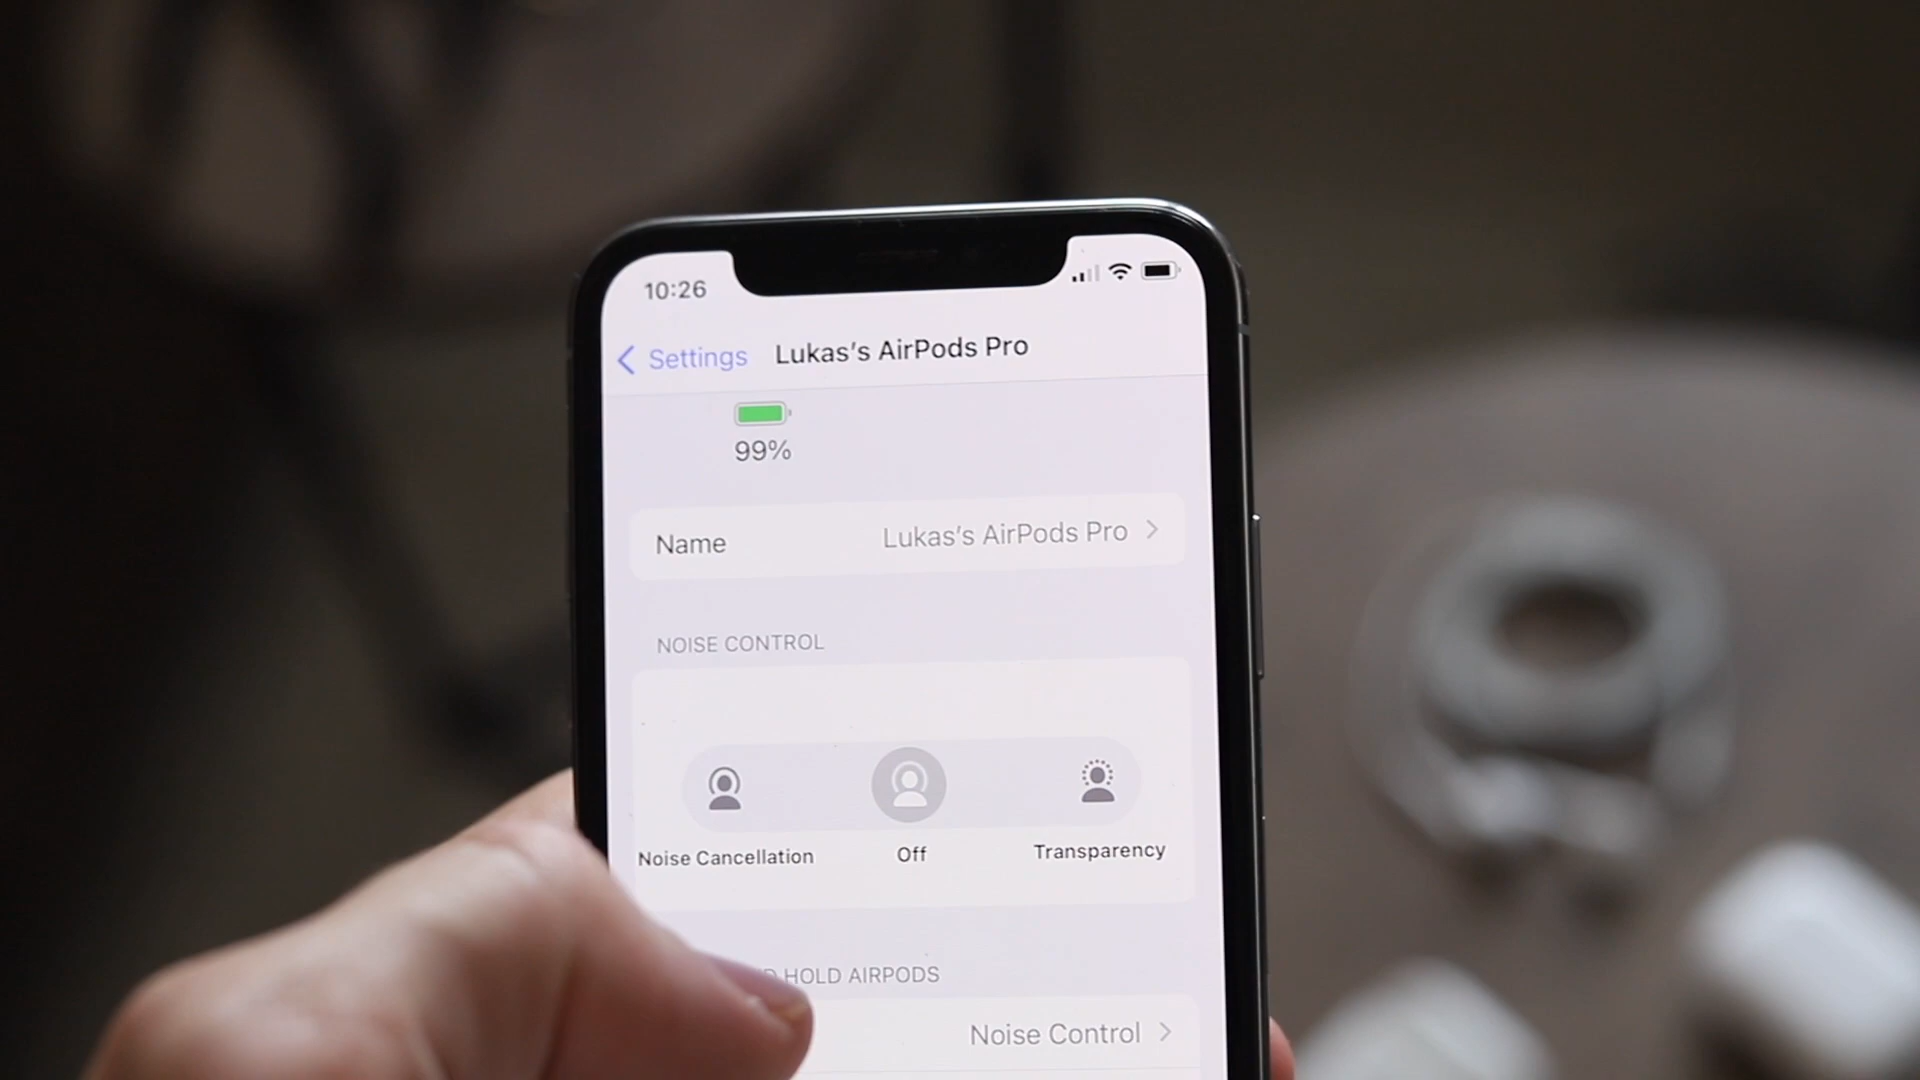 10:26
Settings Lukas's AirPods Pro
99%
Name Lukas's AirPods Pro
NOISE CONTROL
Noise Cancellation Off Transparency
HOLD AIRPODS
Noise Control